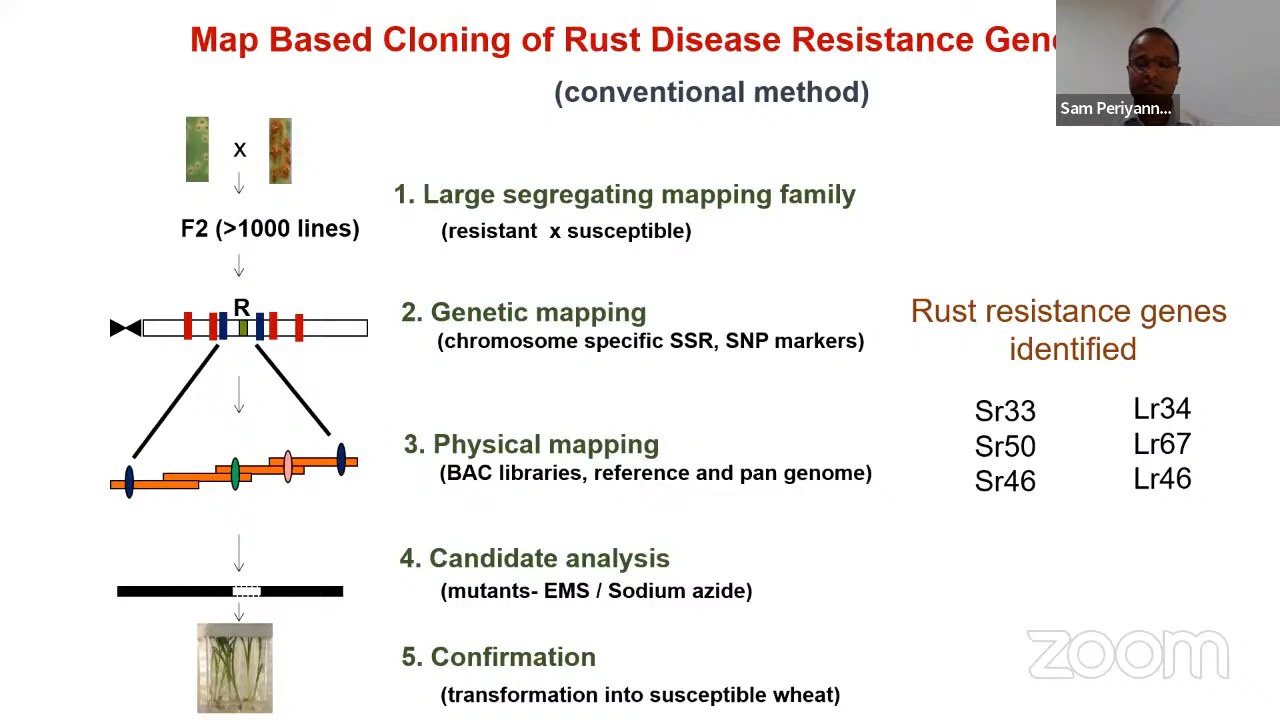 Map Based Cloning of Rust Disease Resistance Gen
(conventional method)
Sam Periyann...
x
F2 (>1000 lines)
R
1. Large segregating mapping family
(resistant x susceptible)
2. Genetic mapping
(chromosome specific SSR, SNP markers)
3. Physical mapping
(BAC libraries, reference and pan genome)
4. Candidate analysis
(mutants- EMS / Sodium azide)
5. Confirmation
(transformation into susceptible wheat)
Rust resistance genes
identified
Sr33 Lr34
Sr50 Lr67
Sr46 Lr46
zoom